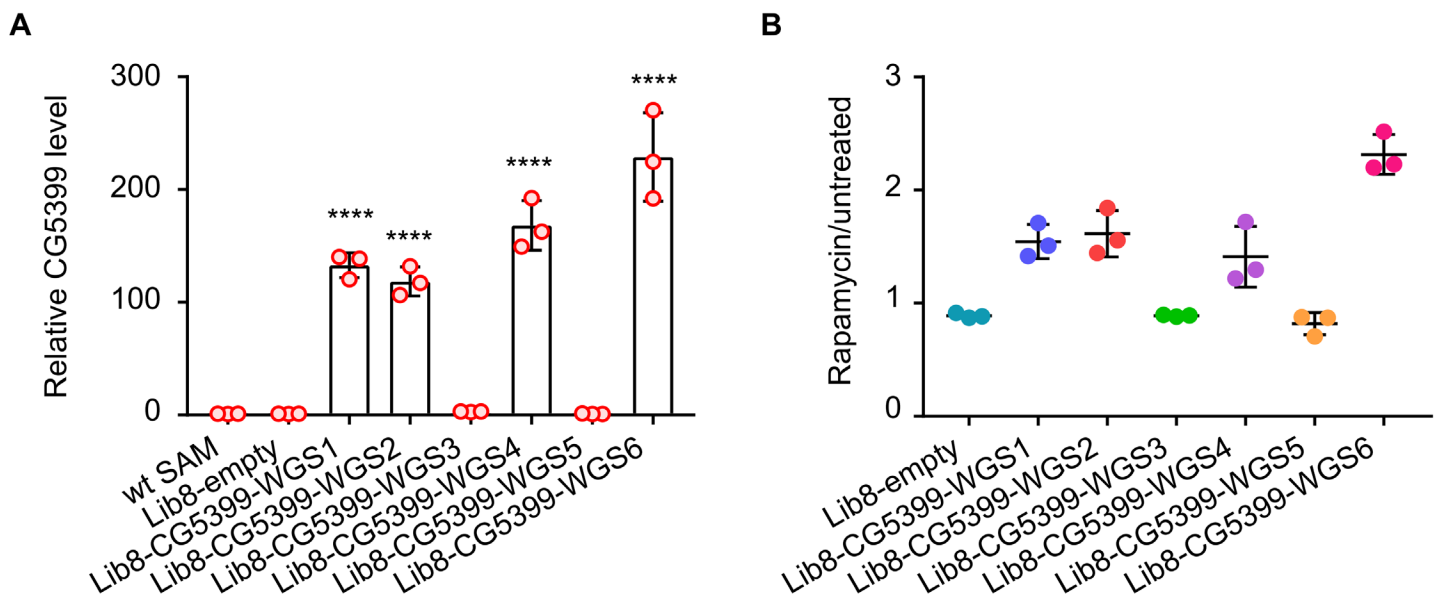 A
Relative CG5399 level
300
200
100
0
****
****
****
****
wt SAM
Lib8-empty
Lib8-CG5399-WGS1
Lib8-CG5399-WGS2
Lib8-CG5399-WGS3
Lib8-CG5399-WGS4
Lib8-CG5399-WGS5
Lib8-CG5399-WGS6
B
Rapamycin/untreated
3
2
1
0
Lib8-empty
Lib8-CG5399-WGS1
Lib8-CG5399-WGS2
Lib8-CG5399-WGS3
Lib8-CG5399-WGS4
Lib8-CG5399-WGS5
Lib8-CG5399-WGS6